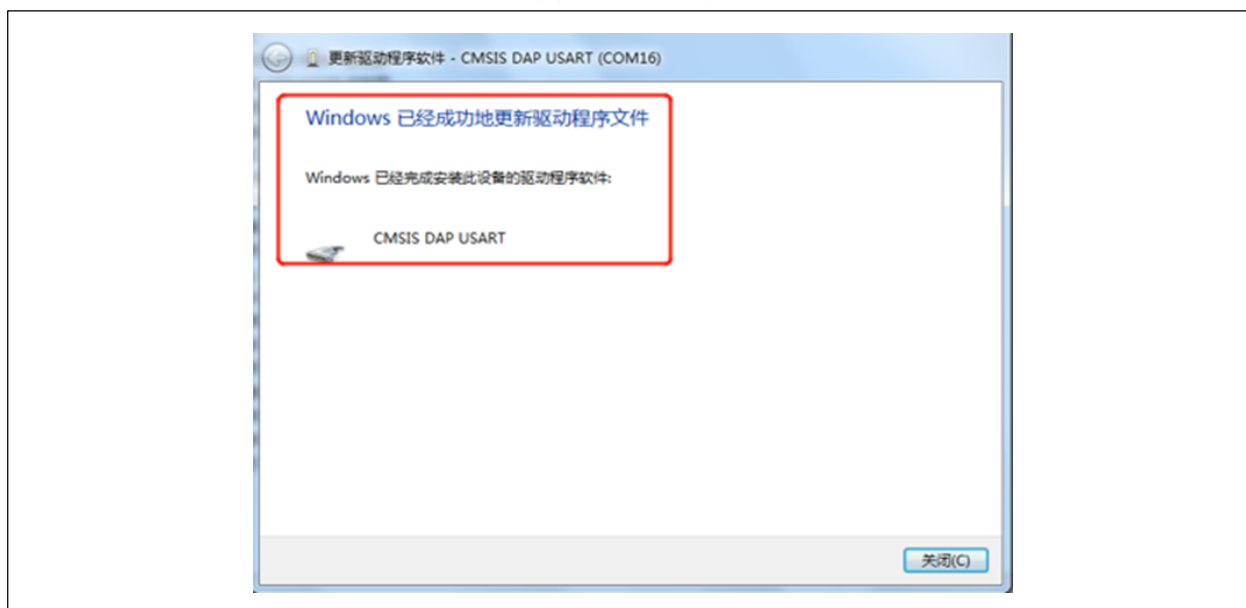 更新驱动程序软件 - CMSIS DAP USART (COM16)
Windows 已经成功地更新驱动程序文件
Windows 已经完成安装此设备的驱动程序软件:
CMSIS DAP USART
关闭(C)